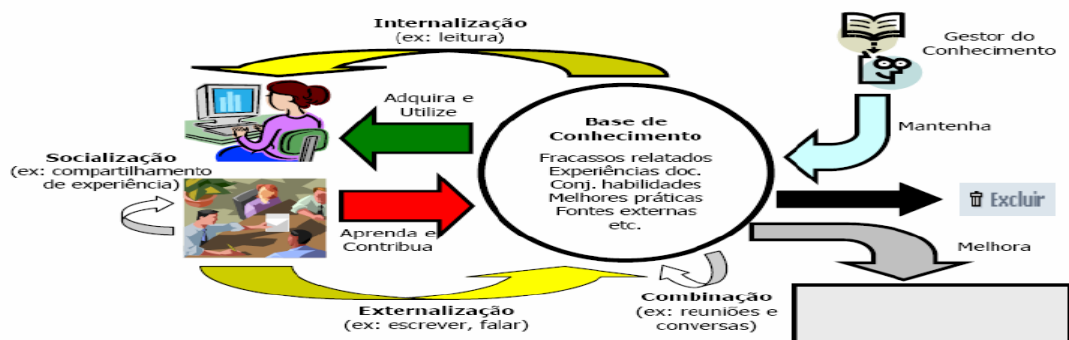 Internalização
(ex: leitura)
Gestor do
Conhecimento
Adquira e
Utilize
Base de
Conhecimento
Fracassos relatados
Experiências doc.
Conj. habilidades
Melhores práticas
Fontes externas
etc.
Mantenha
Socialização
(ex: compartilhamento
de experiência)
Excluir
Aprenda e
Contribua
Melhora
Externalização
(ex: escrever, falar)
Combinação
(ex: reuniões e
conversas)